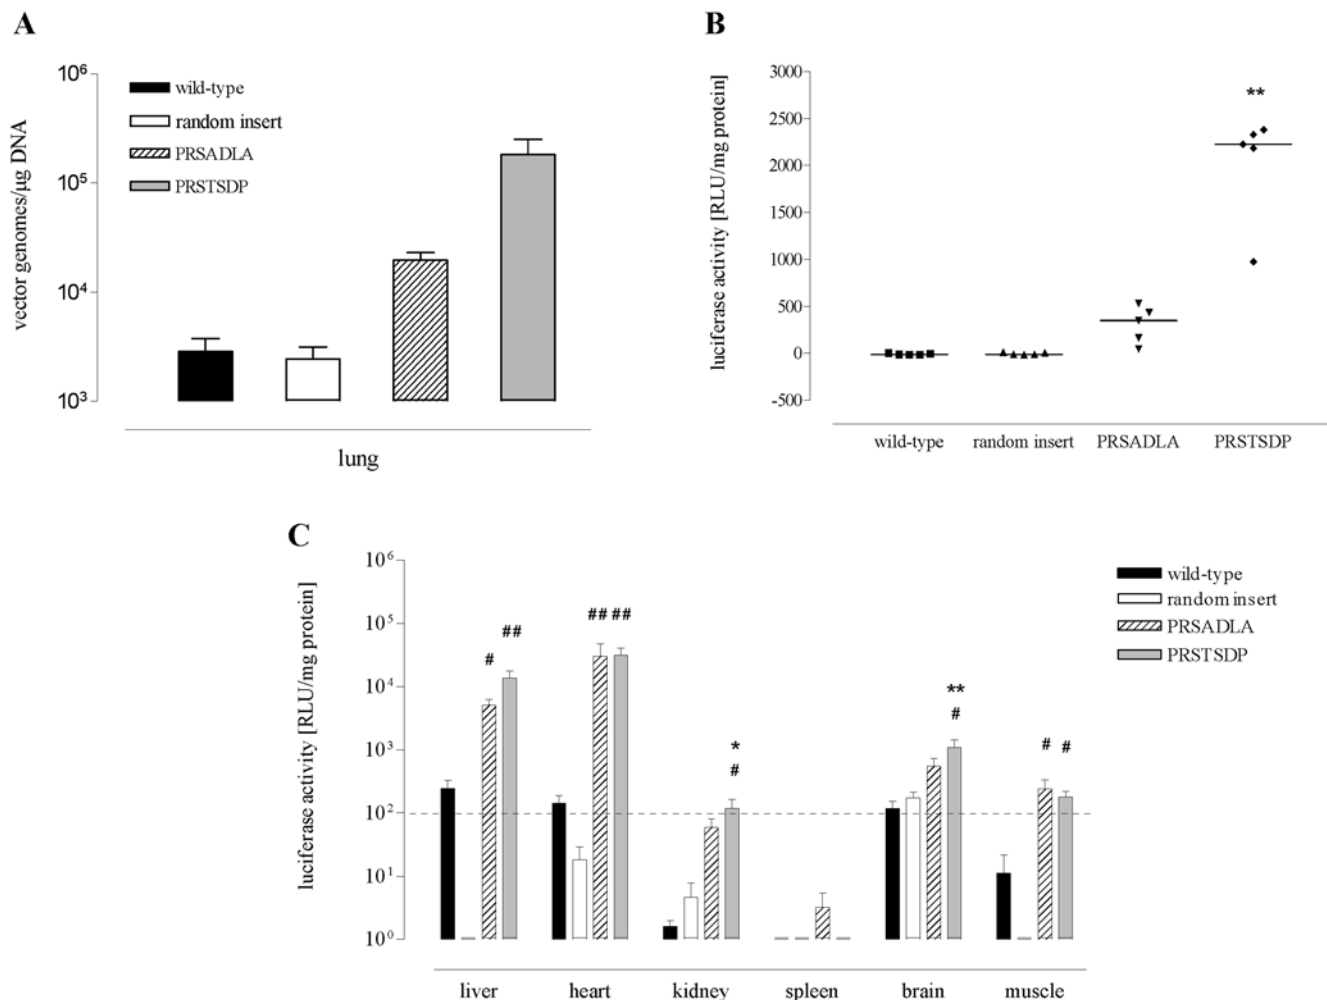 A
vector genomes/µg DNA
10⁶
10⁵
10⁴
10³
wild-type
random insert
PRSADLA
PRSTSDP
lung
B
luciferase activity [RLU/mg protein]
3000
2500
2000
1500
1000
500
0
-500
**
wild-type random insert PRSADLA PRSTSDP
C
luciferase activity [RLU/mg protein]
10⁶
10⁵
10⁴
10³
10²
10¹
10⁰
# ##
## ##
*
#
**
#
# #
wild-type
random insert
PRSADLA
PRSTSDP
liver heart kidney spleen brain muscle